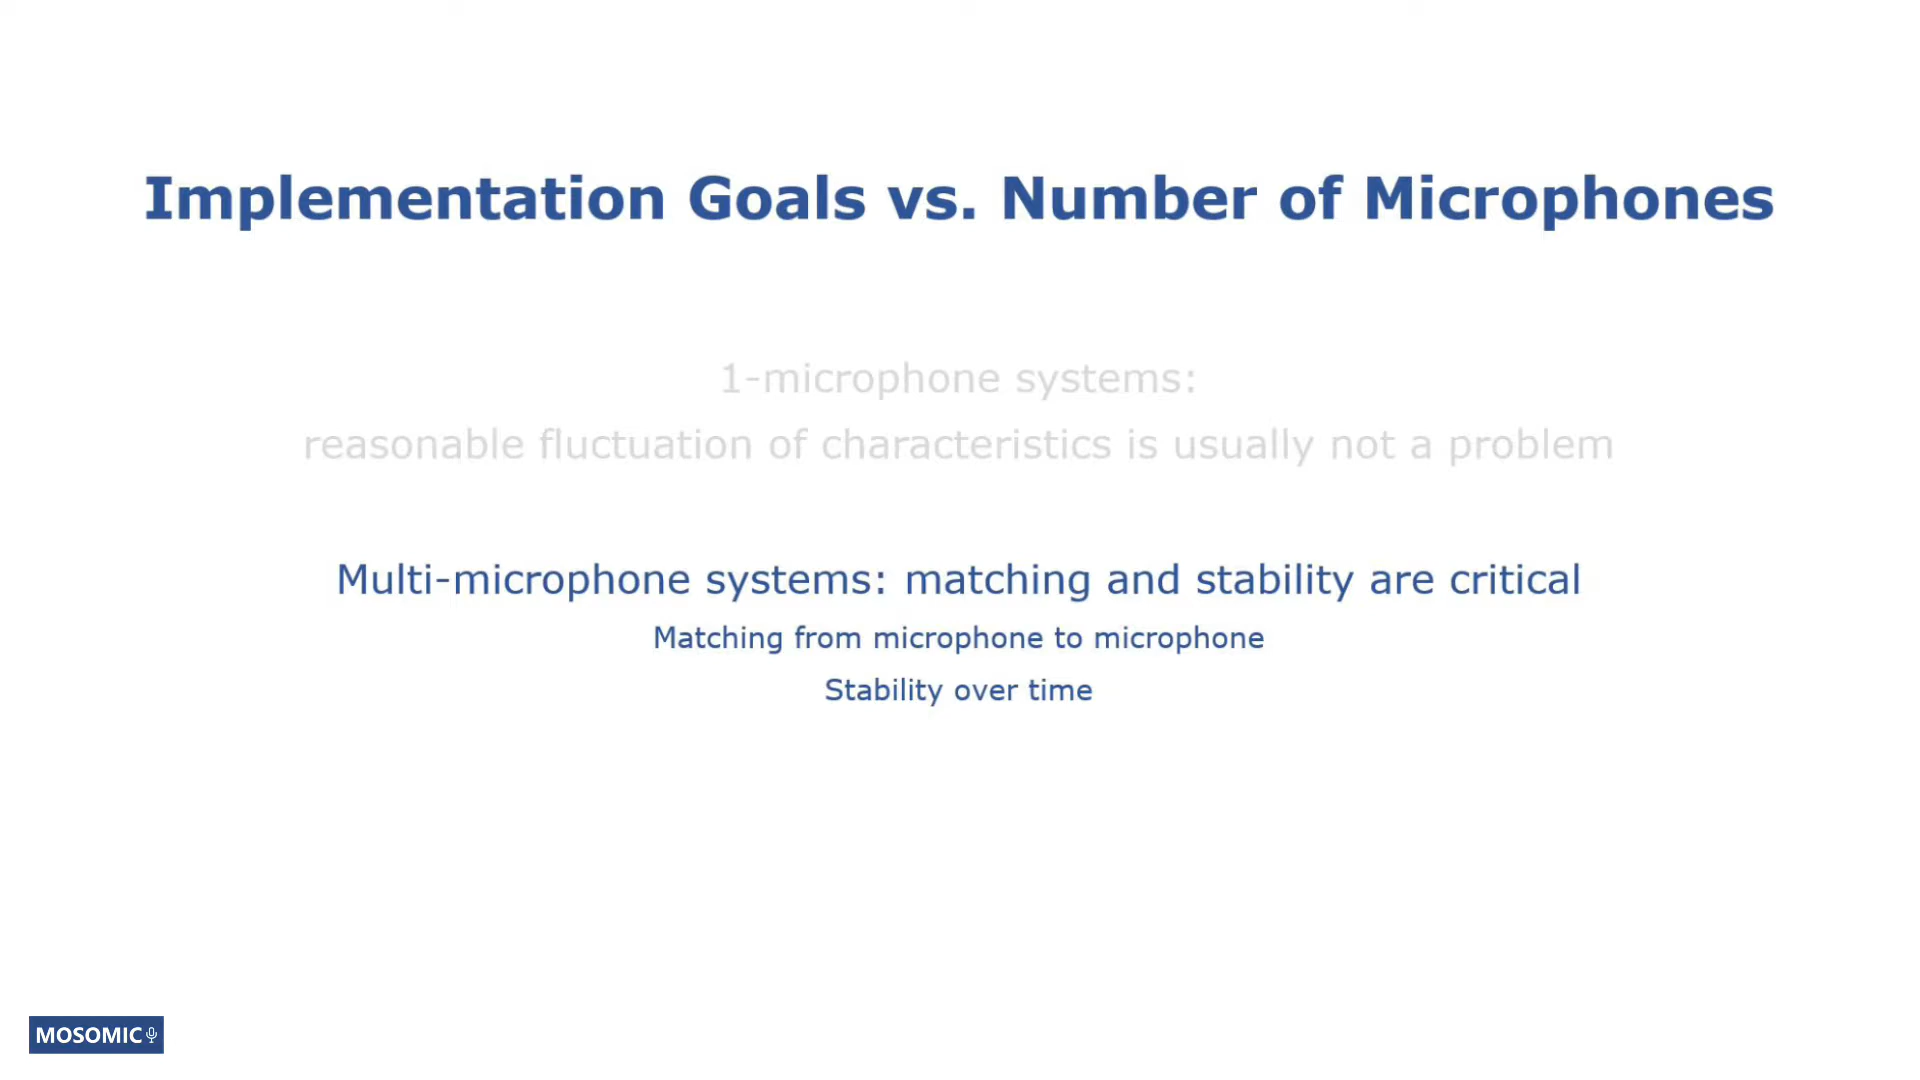 Implementation Goals vs. Number of Microphones
1-microphone systems:
reasonable fluctuation of characteristics is usually not a problem
Multi-microphone systems: matching and stability are critical
Matching from microphone to microphone
Stability over time
MOSOMIC